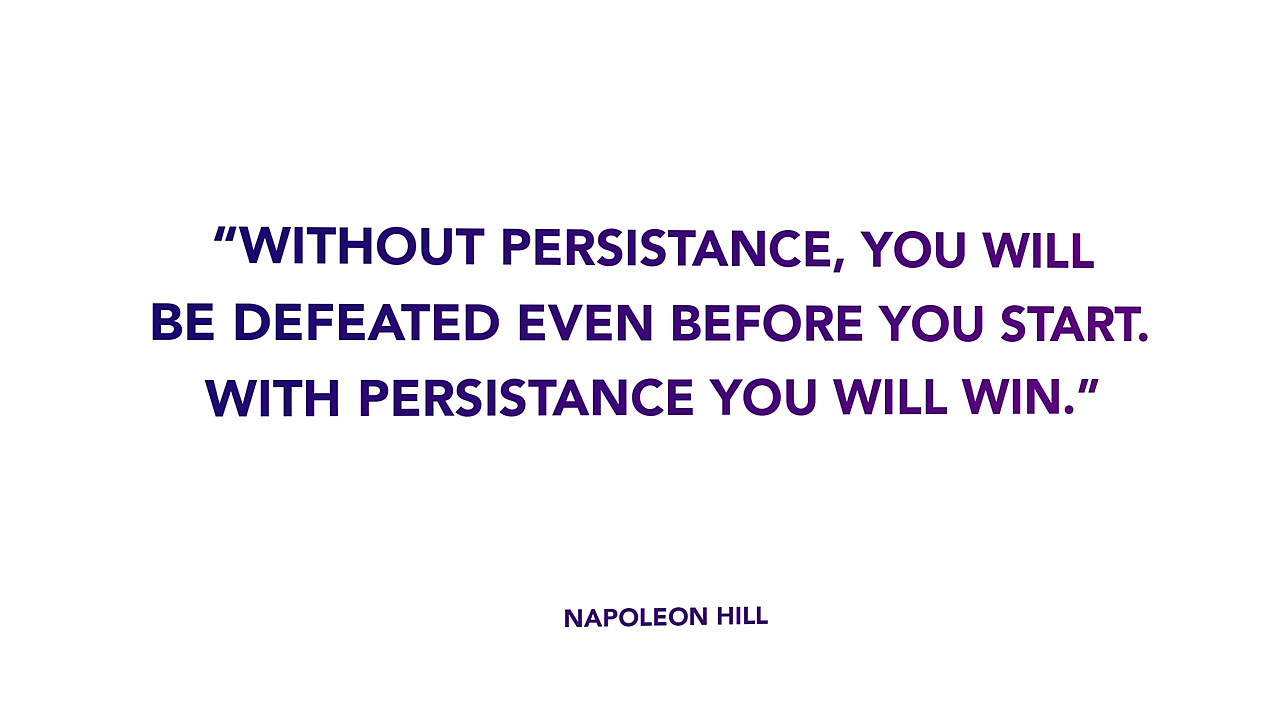 “WITHOUT PERSISTANCE, YOU WILL
BE DEFEATED EVEN BEFORE YOU START.
WITH PERSISTANCE YOU WILL WIN.”
NAPOLEON HILL